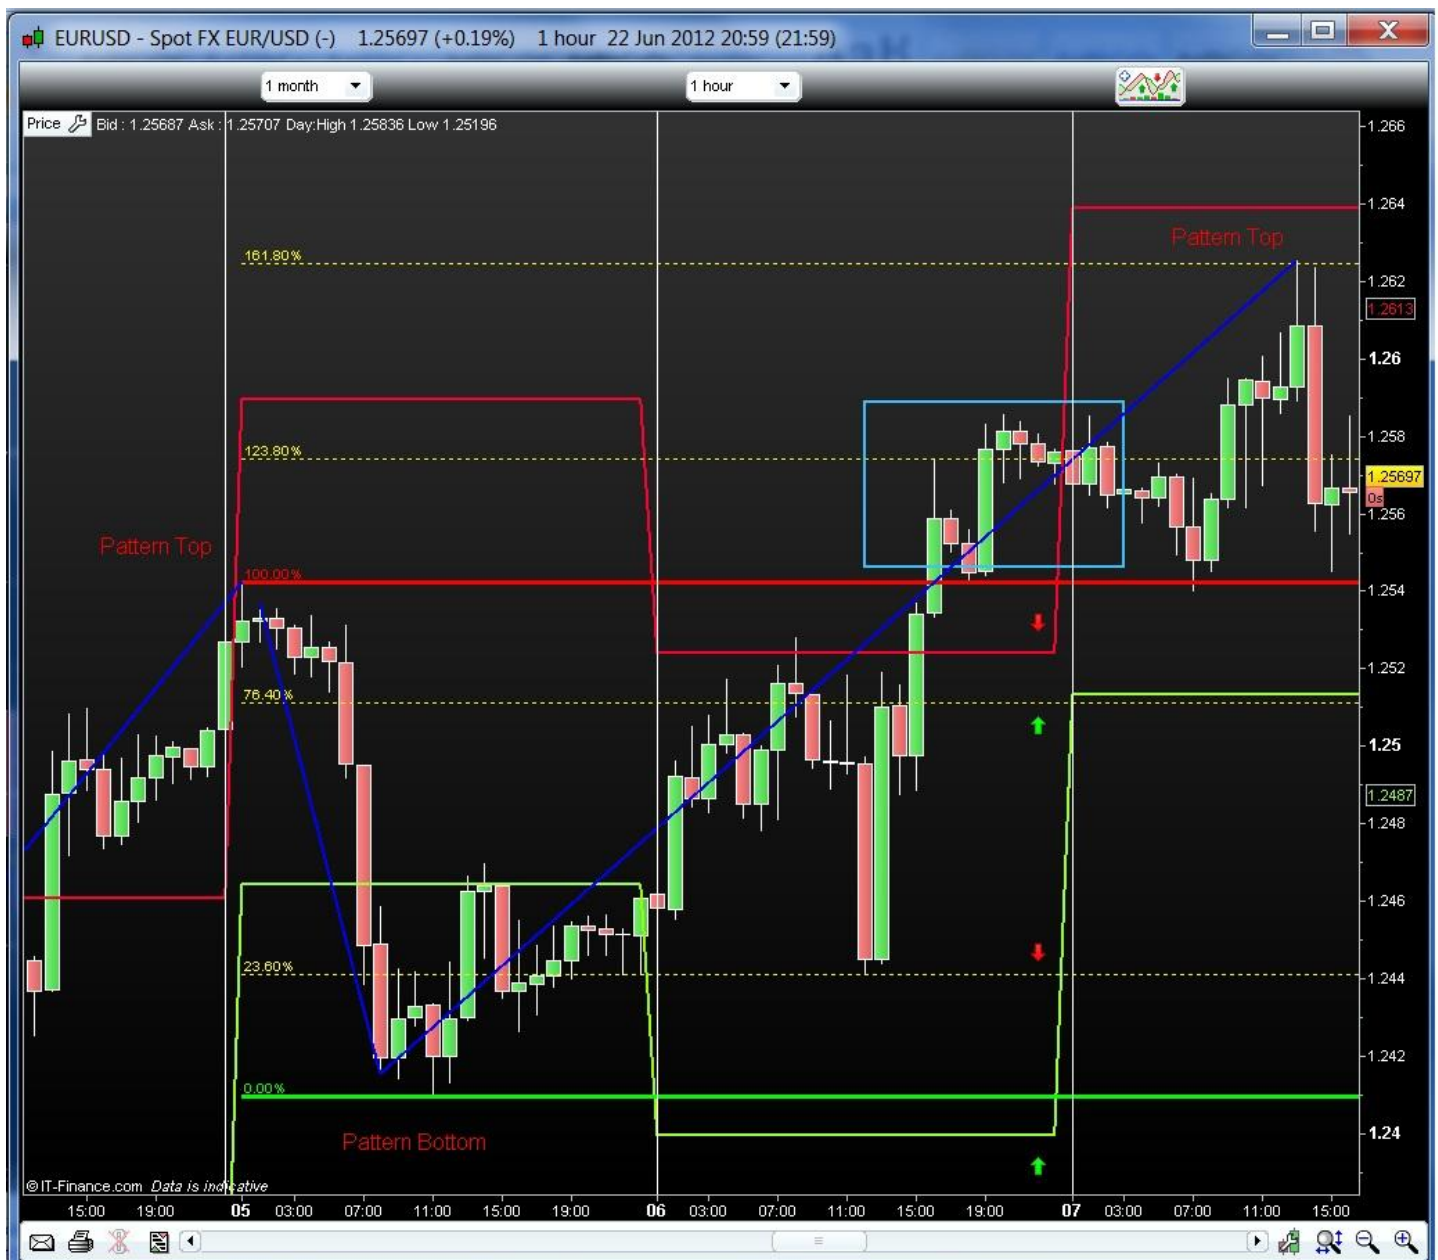 EURUSD - Spot FX EUR/USD (-) 1.25697 (+0.19%) 1 hour 22 Jun 2012 20:59 (21:59)
1 month
1 hour
Price Bid : 1.25687 Ask : 1.25707 Day:High 1.25836 Low 1.25196
1.266
1.264
Pattern Top
161.80%
1.262
1.2613
1.26
1.258
123.80%
1.25697
0s
1.256
Pattern Top
100.00%
1.254
1.252
76.40%
1.25
1.2487
1.248
1.246
23.60%
1.244
1.242
0.00%
Pattern Bottom
1.24
© IT-Finance.com Data is indicative
15:00 19:00 05 03:00 07:00 11:00 15:00 19:00 06 03:00 07:00 11:00 15:00 19:00 07 03:00 07:00 11:00 15:00